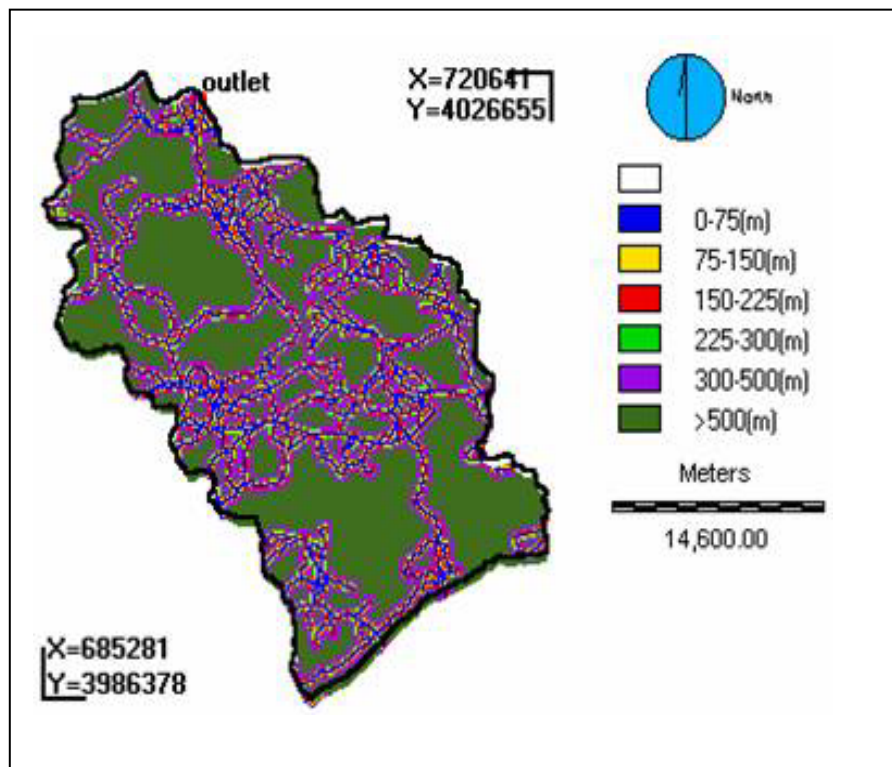 outlet
X=720641
Y=4026655
North
0-75(m)
75-150(m)
150-225(m)
225-300(m)
300-500(m)
>500(m)
Meters
14,600.00
X=685281
Y=3986378